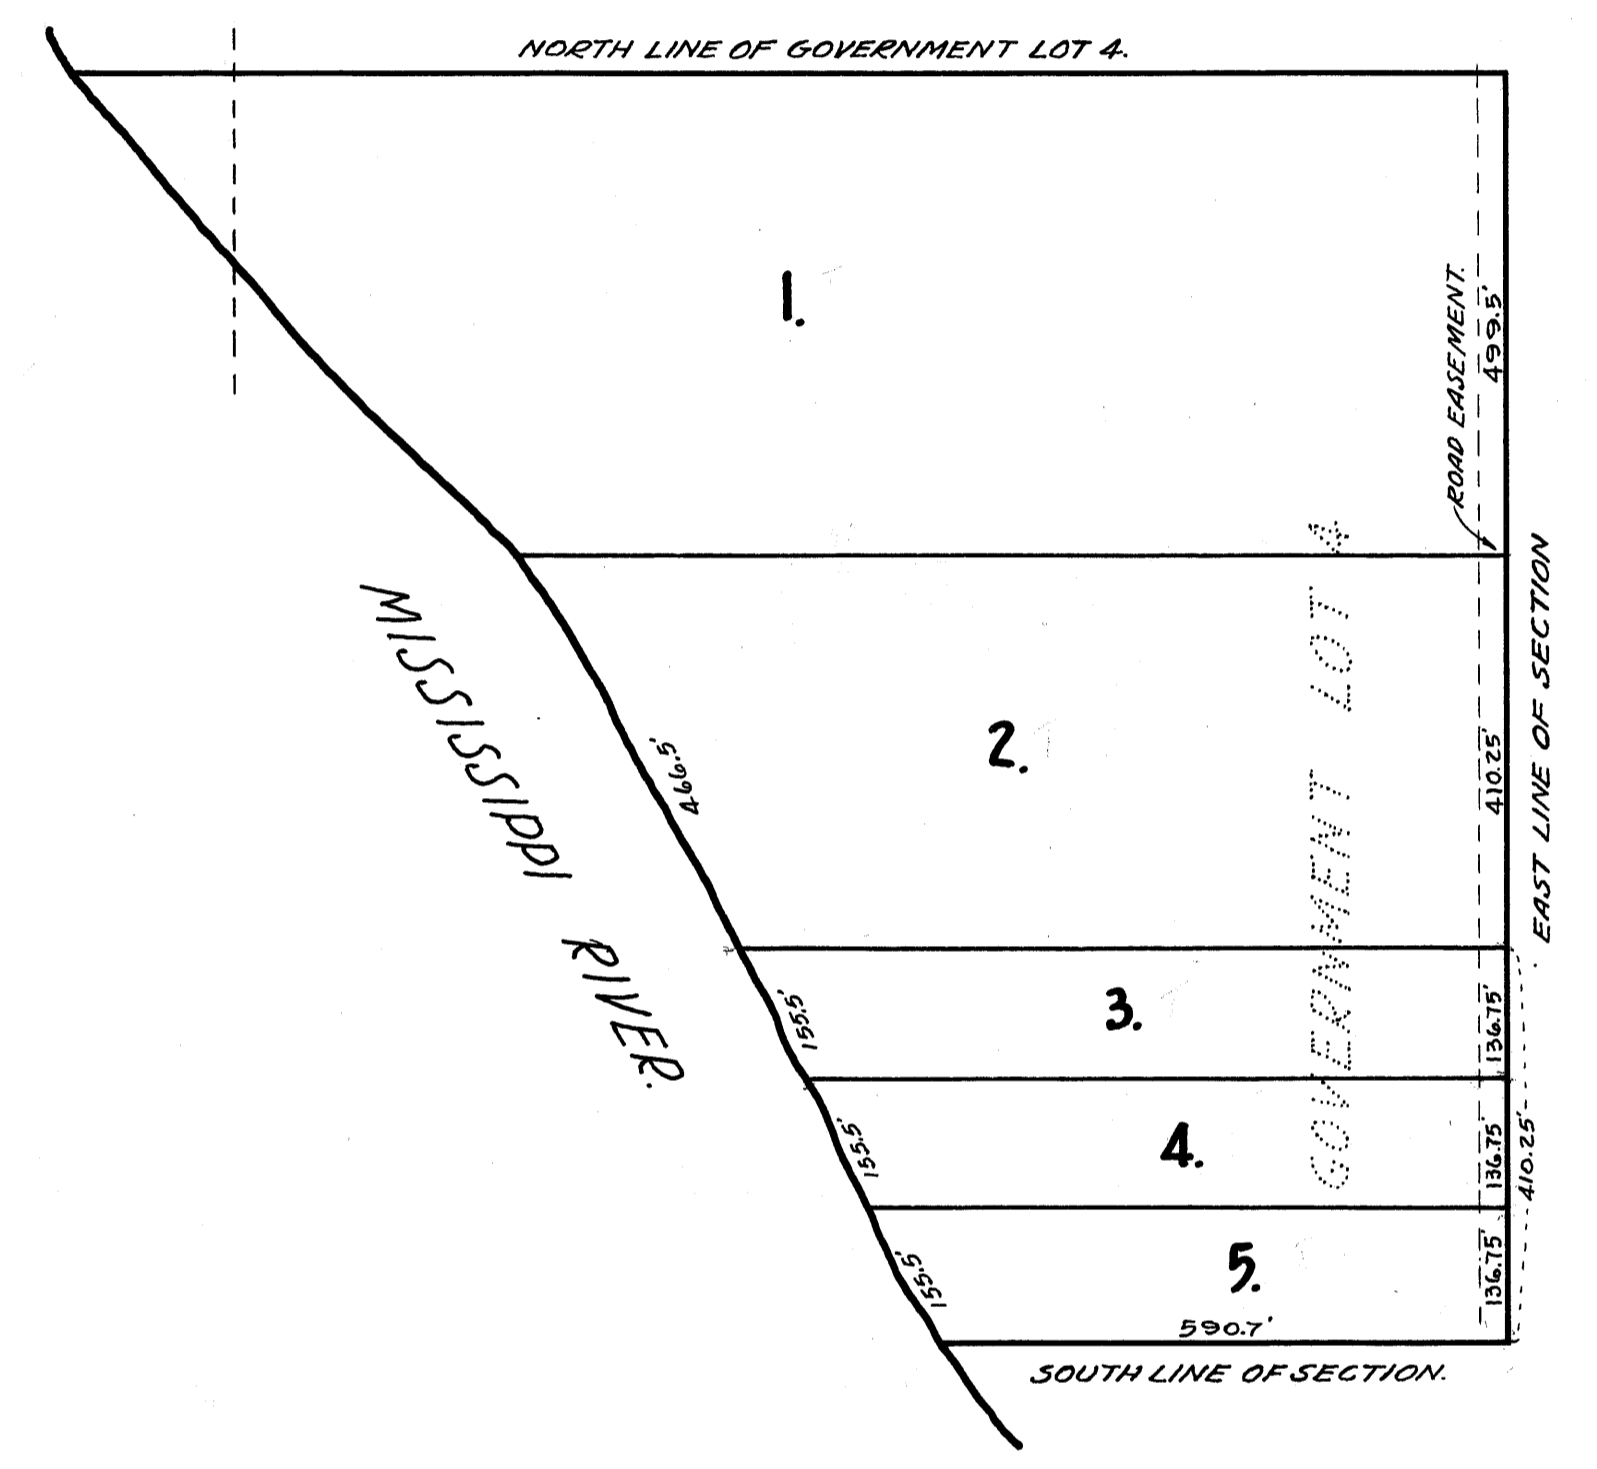 NORTH LINE OF GOVERNMENT LOT 4.
1.
ROAD EASEMENT.
499.5'
MISSISSIPPI RIVER.
466.5'
2.
GOVERNMENT LOT 4
410.25'
EAST LINE OF SECTION
155.5'
3.
136.75'
155.5'
4.
136.75'
410.25'
155.5'
5.
136.75'
590.7'
SOUTH LINE OF SECTION.